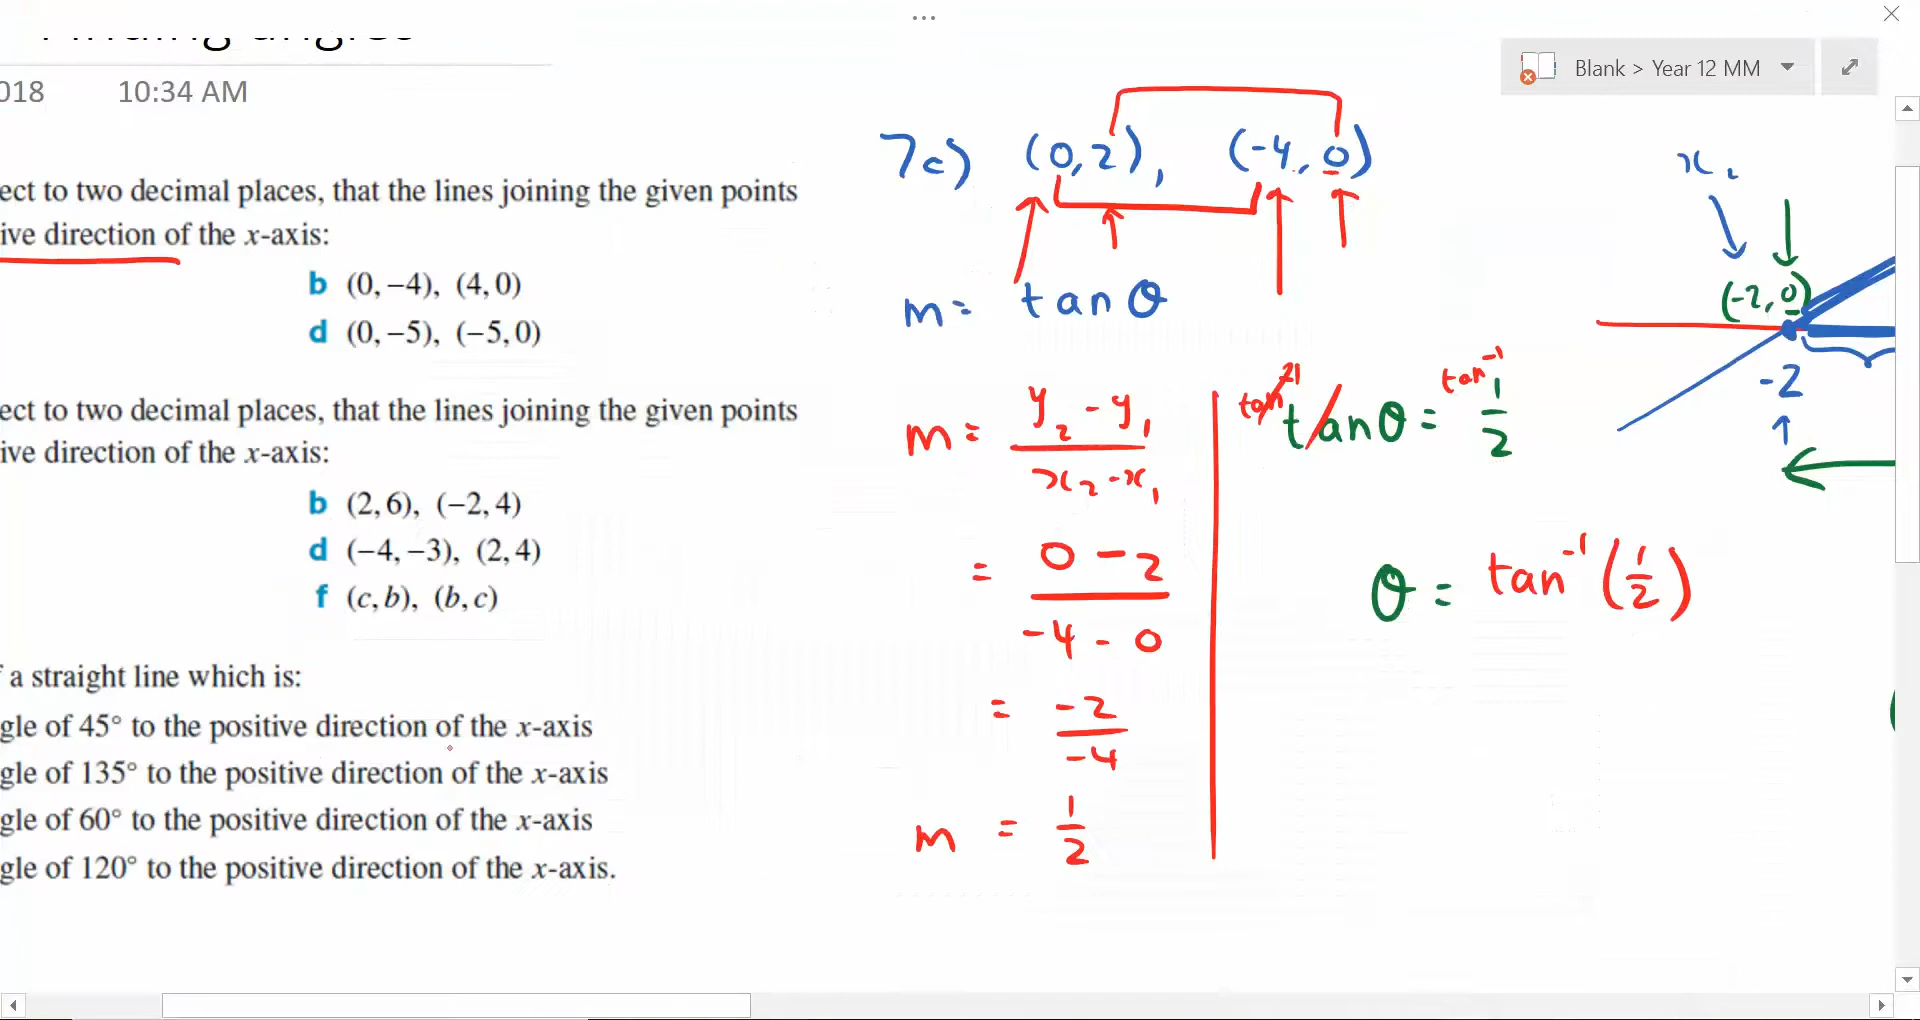 018 10:34 AM
Blank > Year 12 MM
ect to two decimal places, that the lines joining the given points
ive direction of the x-axis:
b (0, −4), (4, 0)
d (0, −5), (−5, 0)
ect to two decimal places, that the lines joining the given points
ive direction of the x-axis:
b (2, 6), (−2, 4)
d (−4, −3), (2, 4)
f (c, b), (b, c)
a straight line which is:
gle of 45° to the positive direction of the x-axis
gle of 135° to the positive direction of the x-axis
gle of 60° to the positive direction of the x-axis
gle of 120° to the positive direction of the x-axis.
7c) (0,2), (-4,0)
m = tan θ
m = y₂ - y₁ / x₂ - x₁
= 0 - 2 / -4 - 0
= -2 / -4
m = 1/2
tan θ = tan⁻¹ 1/2
θ = tan⁻¹ (1/2)
(-2, 0)
-2